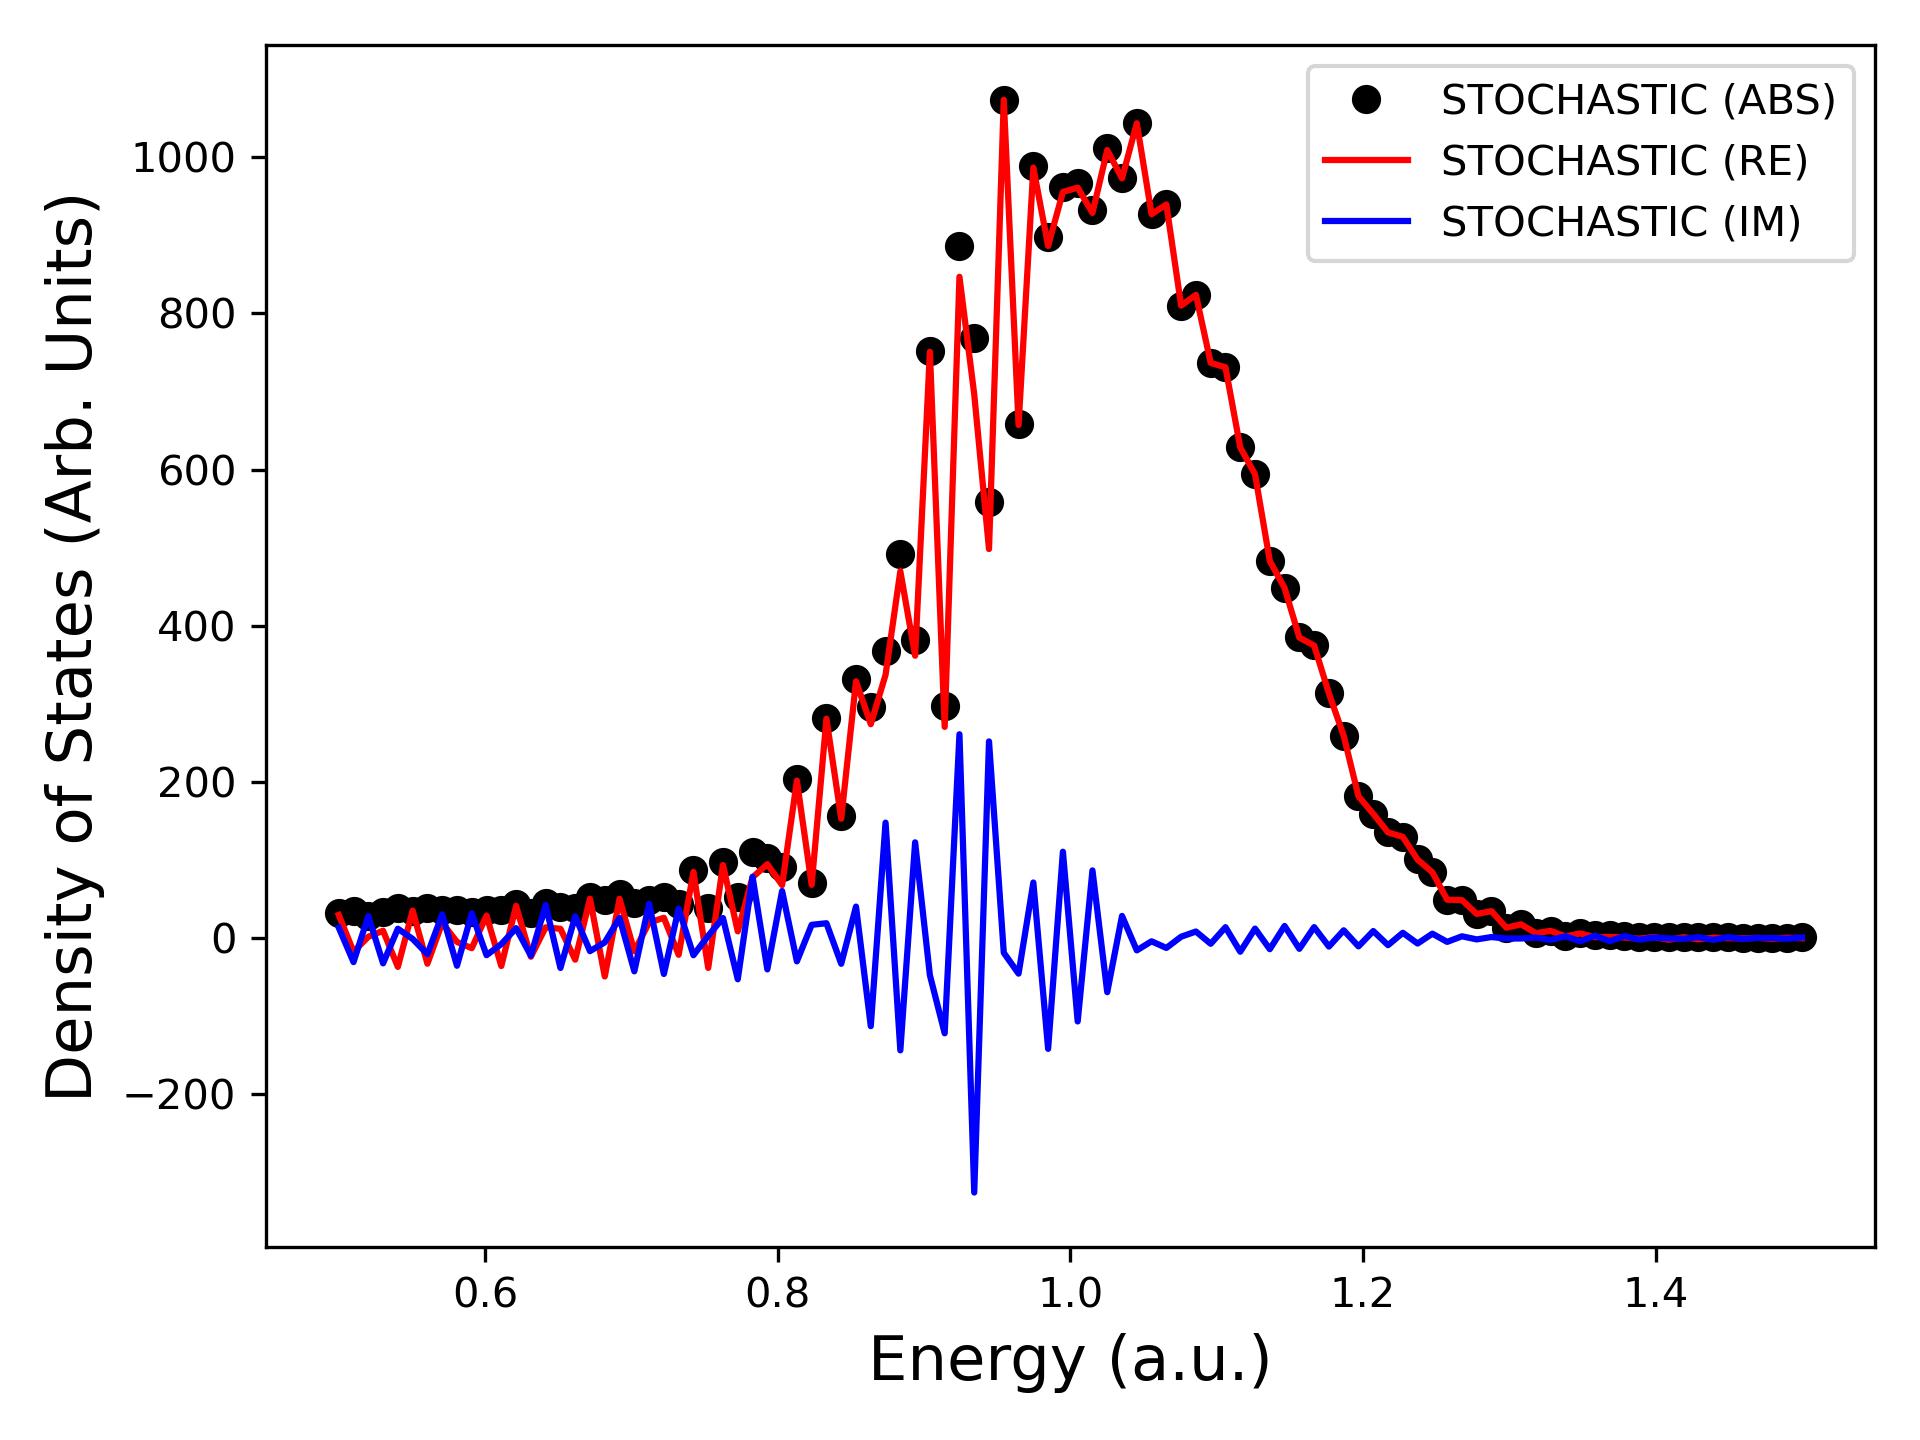 STOCHASTIC (ABS)
STOCHASTIC (RE)
STOCHASTIC (IM)
Density of States (Arb. Units)
1000
800
600
400
200
0
−200
0.6 0.8 1.0 1.2 1.4
Energy (a.u.)